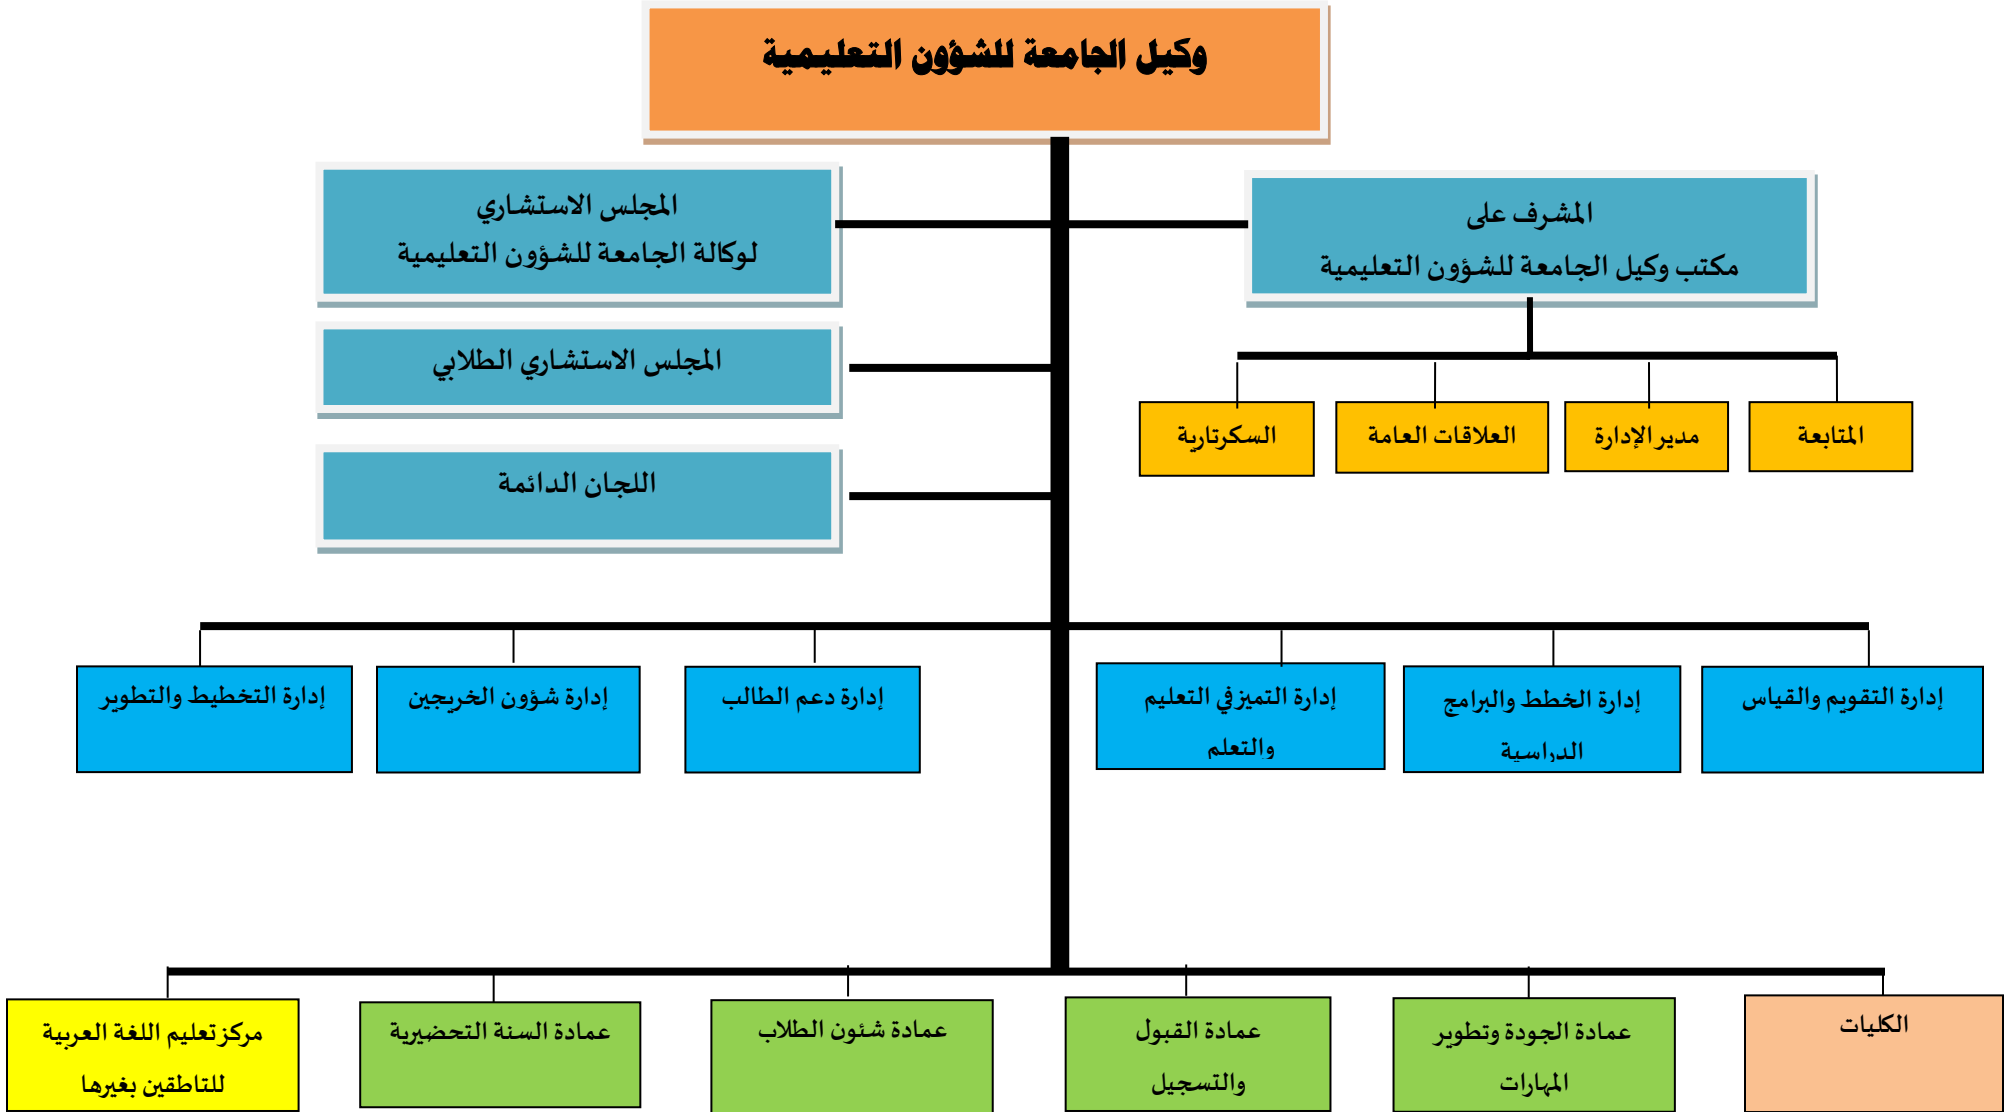 وكيل الجامعة للشؤون التعليمية
المشرف على
مكتب وكيل الجامعة للشؤون التعليمية
المجلس الاستشاري
لوكالة الجامعة للشؤون التعليمية
المجلس الاستشاري الطلابي
اللجان الدائمة
المتابعة
مدير الإدارة
العلاقات العامة
السكرتارية
إدارة التقويم والقياس
إدارة الخطط والبرامج
الدراسية
إدارة التميز في التعليم
والتعلم
إدارة دعم الطالب
إدارة شؤون الخريجين
إدارة التخطيط والتطوير
الكليات
عمادة الجودة وتطوير
المهارات
عمادة القبول
والتسجيل
عمادة شئون الطلاب
عمادة السنة التحضيرية
مركز تعليم اللغة العربية
للتاطقين بغيرها